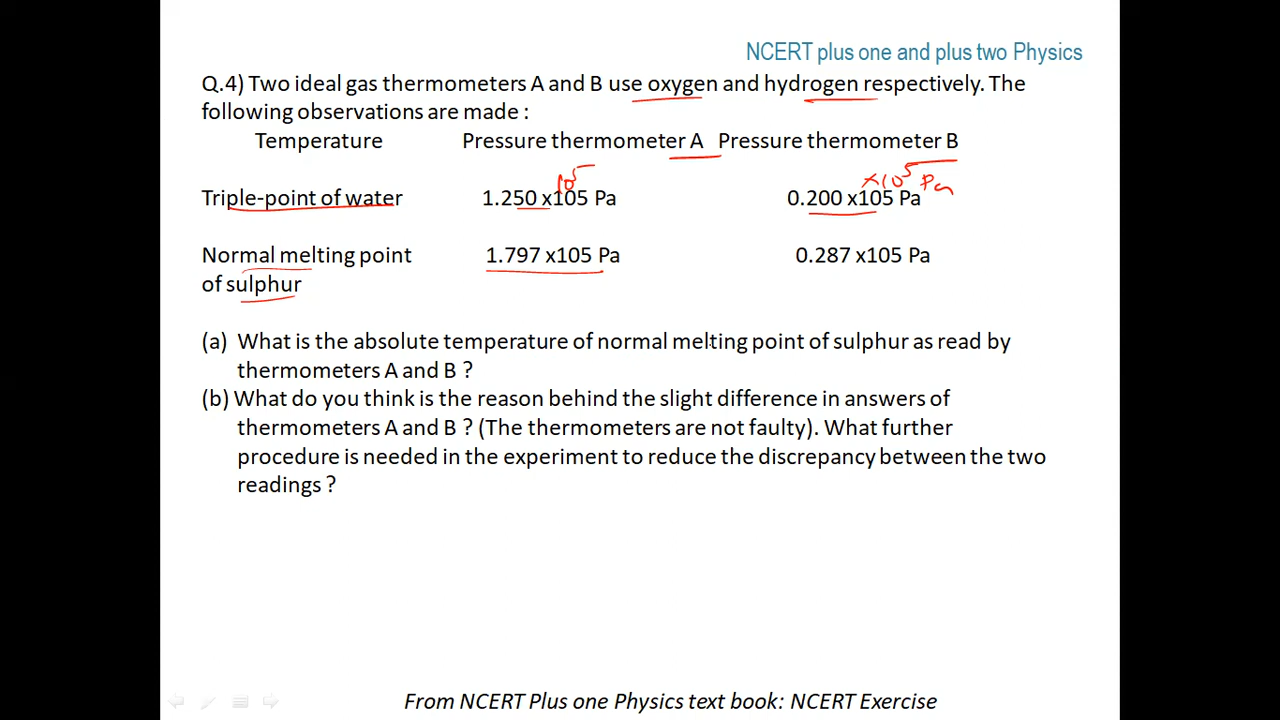 NCERT plus one and plus two Physics
Q.4) Two ideal gas thermometers A and B use oxygen and hydrogen respectively. The
following observations are made :
Temperature Pressure thermometer A Pressure thermometer B
10⁵ ×10⁵ Pa
Triple-point of water 1.250 x105 Pa 0.200 x105 Pa
Normal melting point 1.797 x105 Pa 0.287 x105 Pa
of sulphur
(a) What is the absolute temperature of normal melting point of sulphur as read by
thermometers A and B ?
(b) What do you think is the reason behind the slight difference in answers of
thermometers A and B ? (The thermometers are not faulty). What further
procedure is needed in the experiment to reduce the discrepancy between the two
readings ?
From NCERT Plus one Physics text book: NCERT Exercise